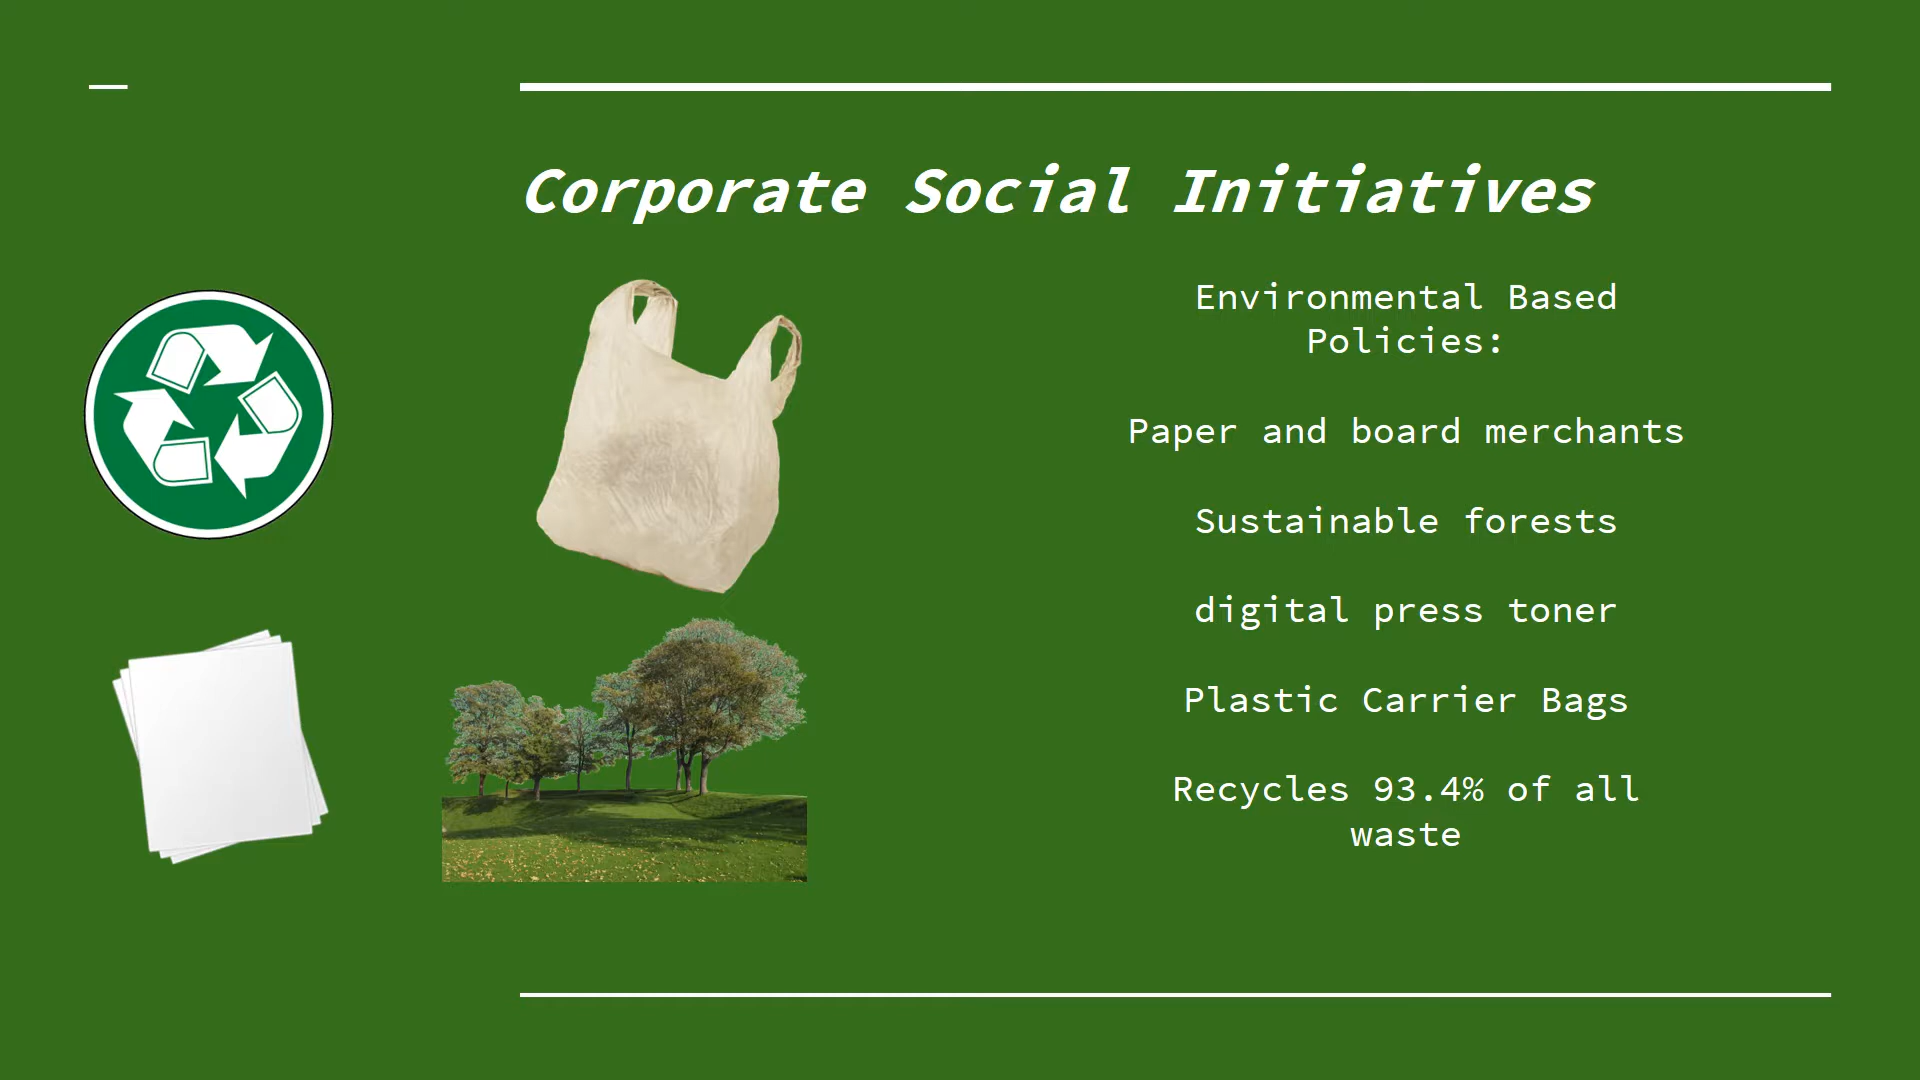 Corporate Social Initiatives
Environmental Based
Policies:
Paper and board merchants
Sustainable forests
digital press toner
Plastic Carrier Bags
Recycles 93.4% of all
waste